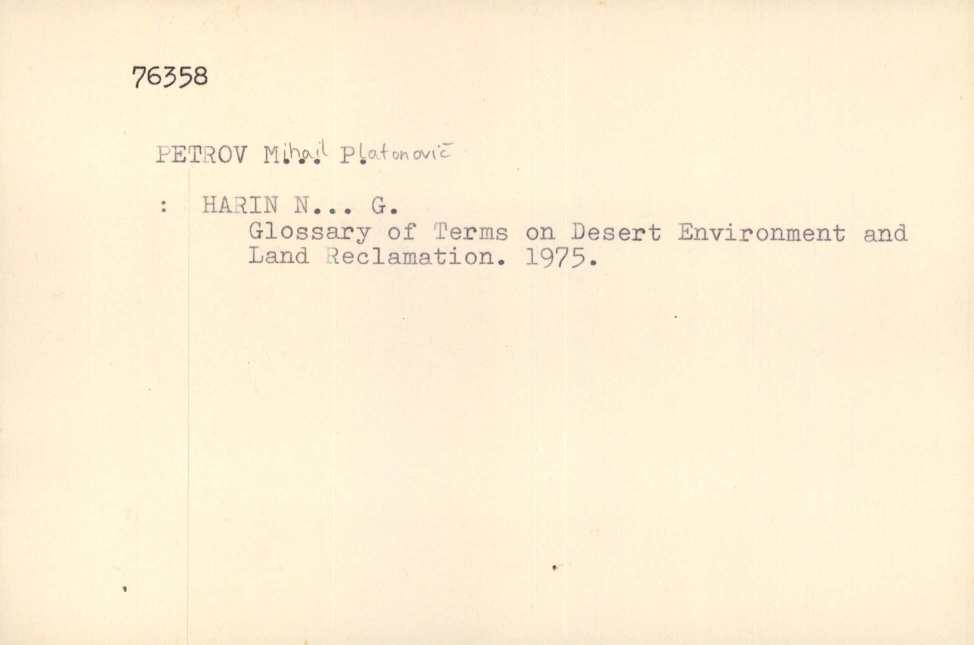 76358
PETROV Mihail Platonovič
: HARIN N... G.
Glossary of Terms on Desert Environment and
Land Reclamation. 1975.